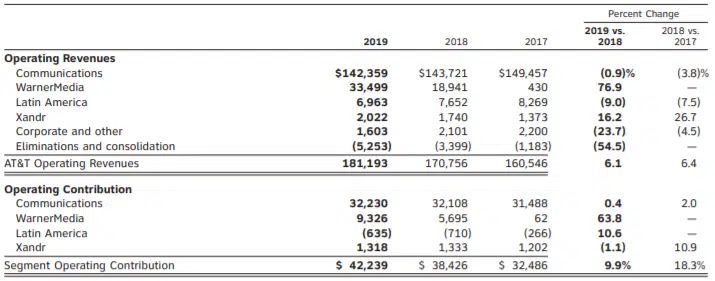 Percent Change
2019 vs. 2018 vs.
2019 2018 2017 2018 2017
Operating Revenues
Communications $142,359 $143,721 $149,457 (0.9)% (3.8)%
WarnerMedia 33,499 18,941 430 76.9 —
Latin America 6,963 7,652 8,269 (9.0) (7.5)
Xandr 2,022 1,740 1,373 16.2 26.7
Corporate and other 1,603 2,101 2,200 (23.7) (4.5)
Eliminations and consolidation (5,253) (3,399) (1,183) (54.5) —
AT&T Operating Revenues 181,193 170,756 160,546 6.1 6.4
Operating Contribution
Communications 32,230 32,108 31,488 0.4 2.0
WarnerMedia 9,326 5,695 62 63.8 —
Latin America (635) (710) (266) 10.6 —
Xandr 1,318 1,333 1,202 (1.1) 10.9
Segment Operating Contribution $ 42,239 $ 38,426 $ 32,486 9.9% 18.3%